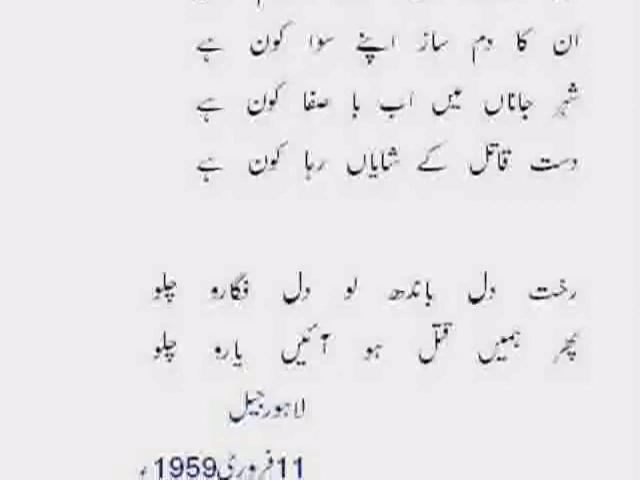 ان کا دم ساز اپنے سوا کون ہے
شہر جاناں میں اب با صفا کون ہے
دست قاتل کے شایاں رہا کون ہے
رخت دل باندھ لو دل فگارو چلو
پھر ہمیں قتل ہو آئیں یارو چلو
لاہور جیل
11 فروری 1959ء